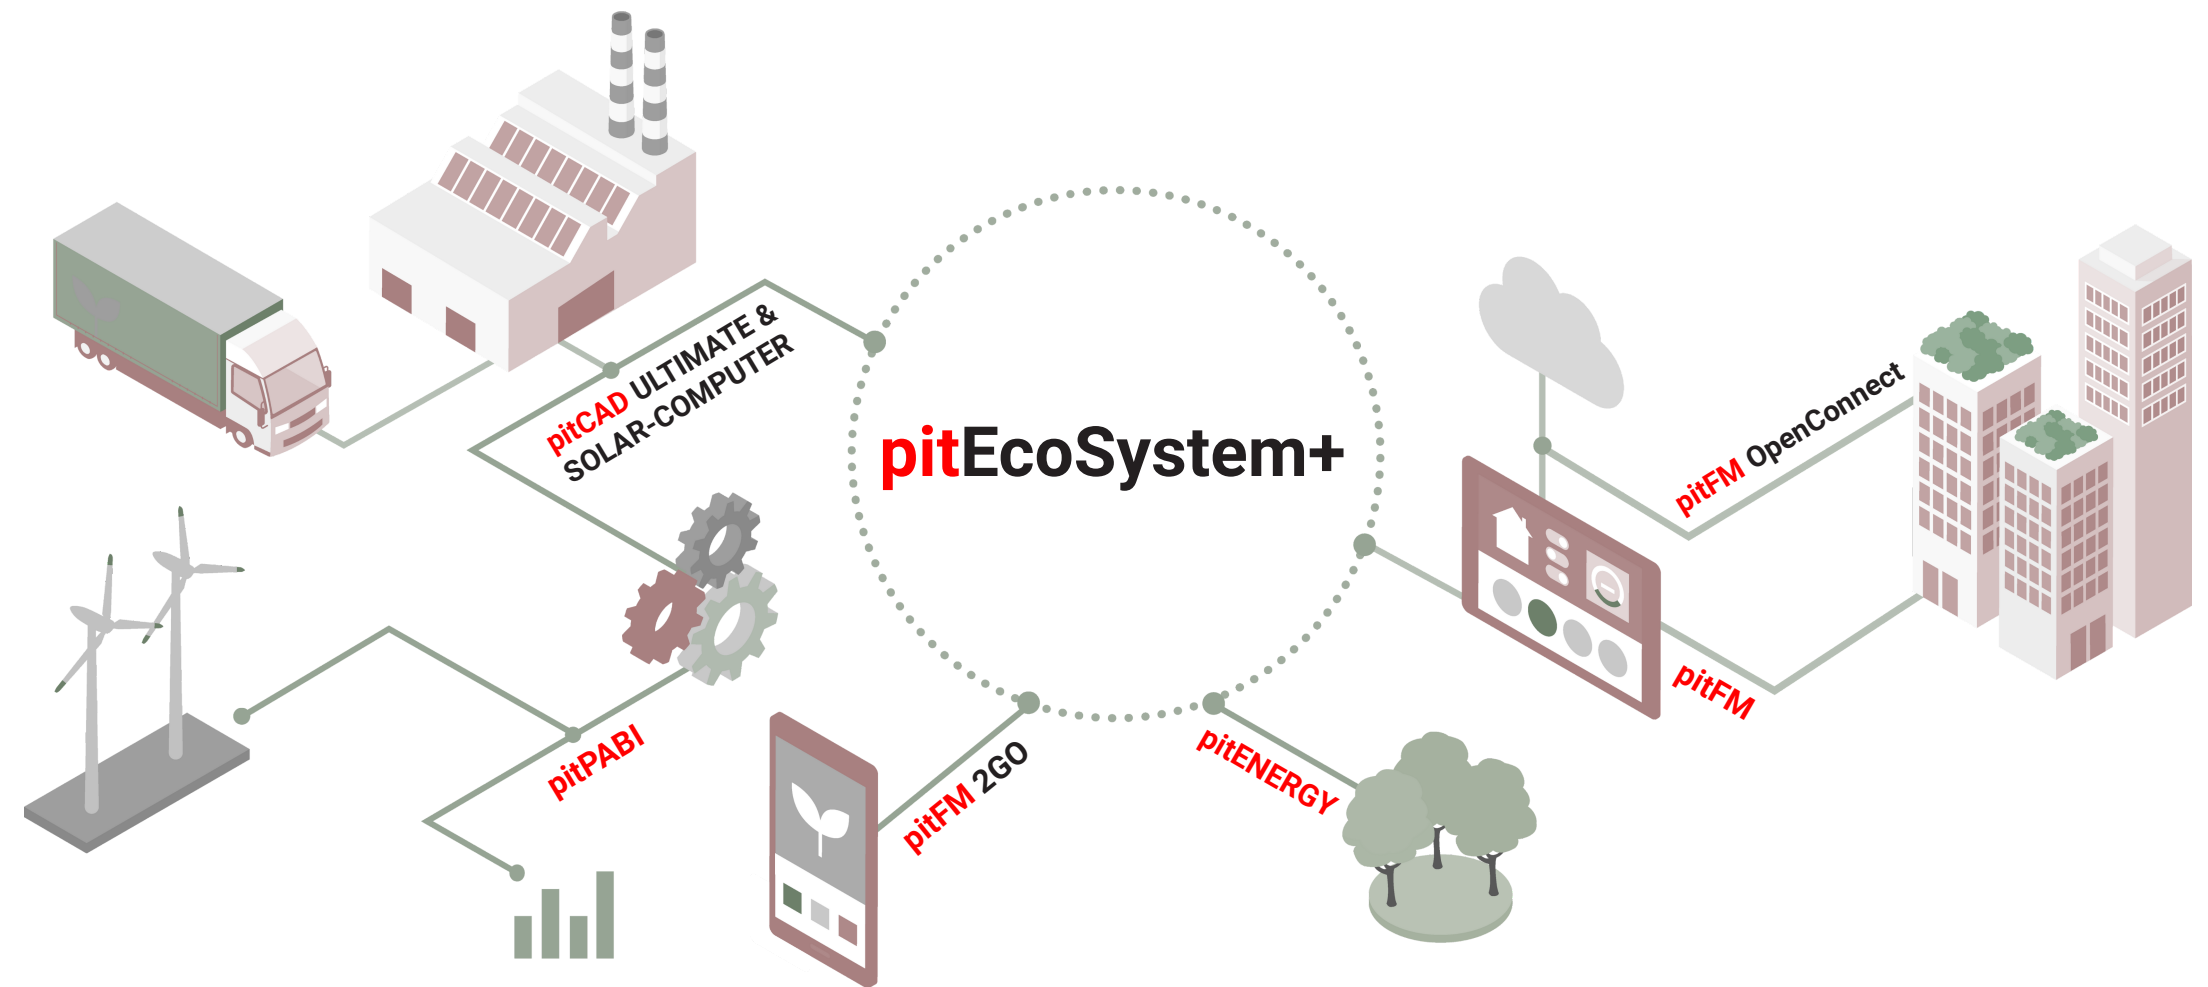 pitCAD ULTIMATE &
SOLAR-COMPUTER
pitEcoSystem+
pitFM OpenConnect
pitFM
pitPABI
pitFM 2GO
pitENERGY